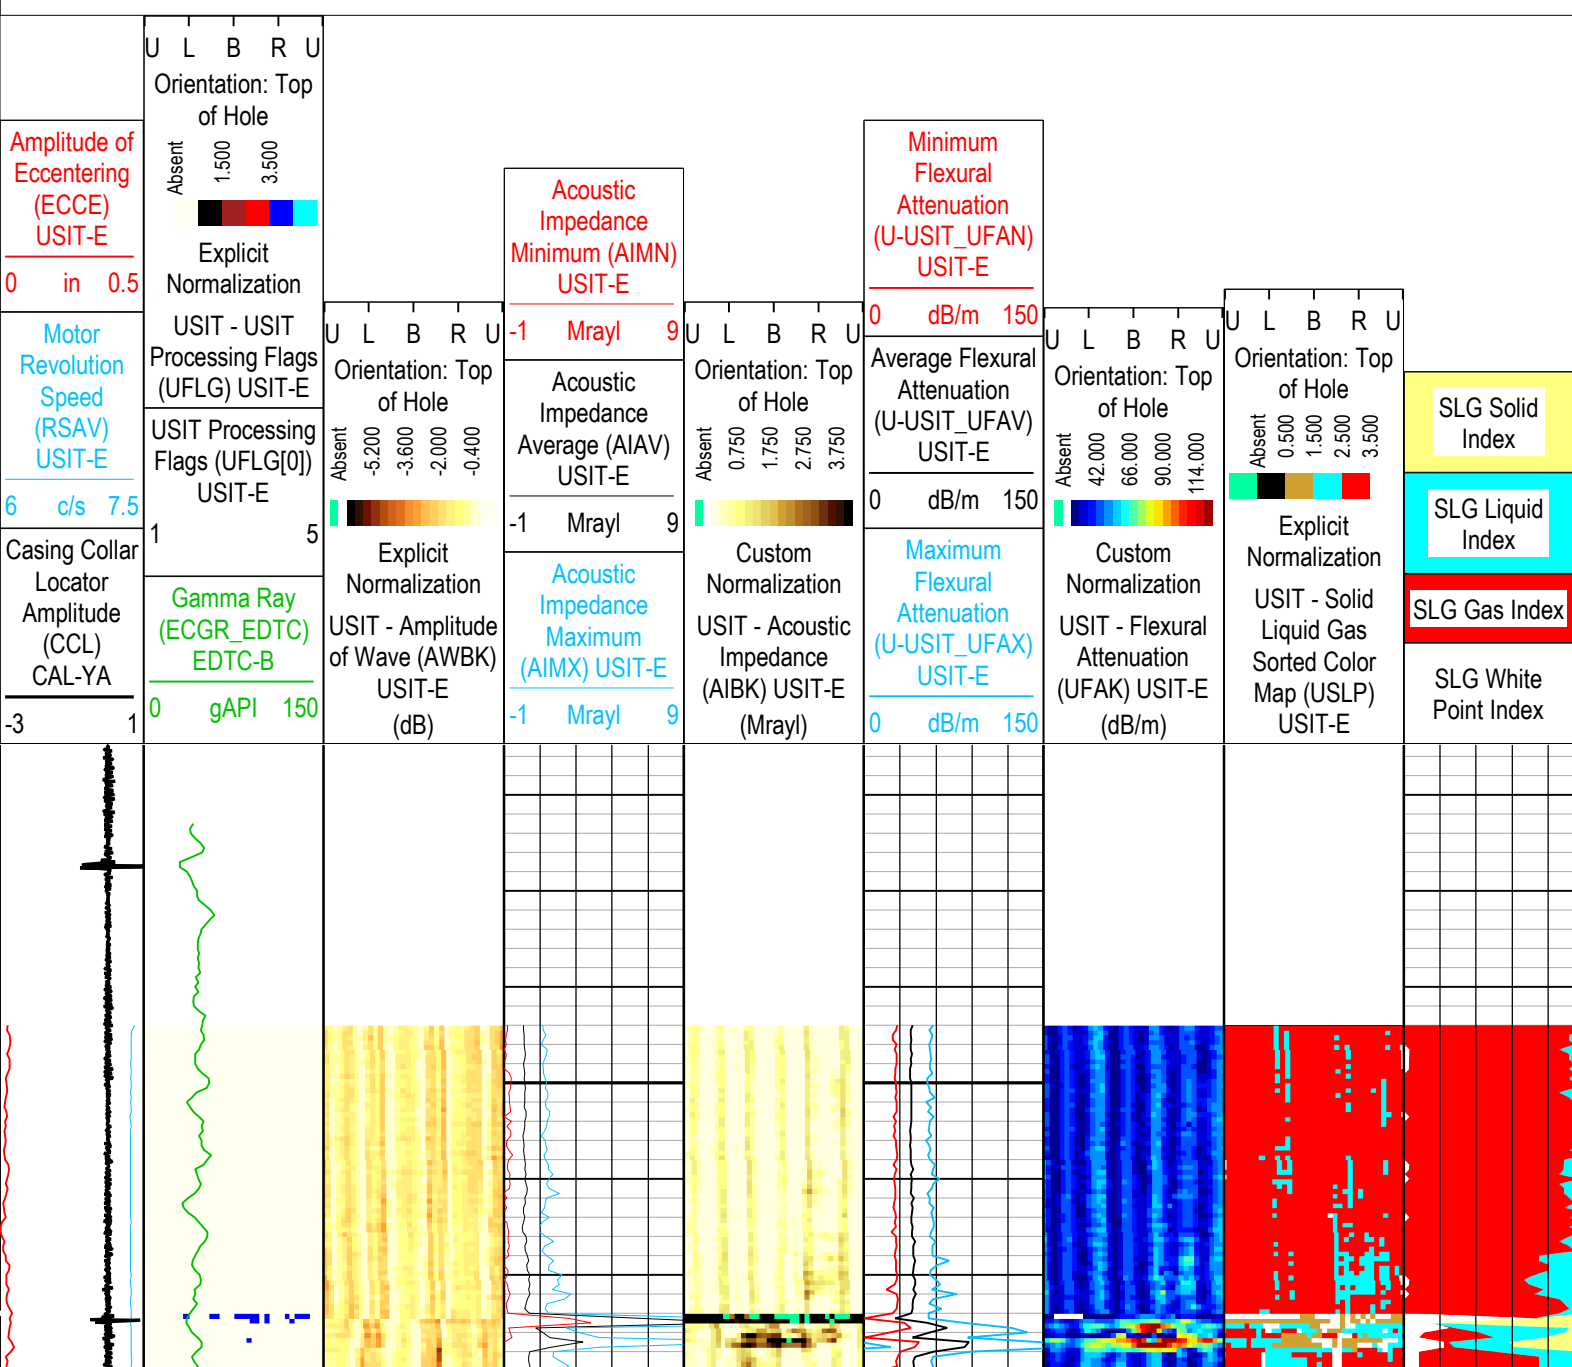 Amplitude of
Eccentering
(ECCE)
USIT-E
0 in 0.5
Motor
Revolution
Speed
(RSAV)
USIT-E
6 c/s 7.5
Casing Collar
Locator
Amplitude
(CCL)
CAL-YA
-3 1
U L B R U
Orientation: Top
of Hole
Absent
1.500
3.500
Explicit
Normalization
USIT - USIT
Processing Flags
(UFLG) USIT-E
USIT Processing
Flags (UFLG[0])
USIT-E
1 5
Gamma Ray
(ECGR_EDTC)
EDTC-B
0 gAPI 150
U L B R U
Orientation: Top
of Hole
Absent
-5.200
-3.600
-2.000
-0.400
Explicit
Normalization
USIT - Amplitude
of Wave (AWBK)
USIT-E
(dB)
Acoustic
Impedance
Minimum (AIMN)
USIT-E
-1 Mrayl 9
Acoustic
Impedance
Average (AIAV)
USIT-E
-1 Mrayl 9
Acoustic
Impedance
Maximum
(AIMX) USIT-E
-1 Mrayl 9
U L B R U
Orientation: Top
of Hole
Absent
0.750
1.750
2.750
3.750
Custom
Normalization
USIT - Acoustic
Impedance
(AIBK) USIT-E
(Mrayl)
Minimum
Flexural
Attenuation
(U-USIT_UFAN)
USIT-E
0 dB/m 150
Average Flexural
Attenuation
(U-USIT_UFAV)
USIT-E
0 dB/m 150
Maximum
Flexural
Attenuation
(U-USIT_UFAX)
USIT-E
0 dB/m 150
U L B R U
Orientation: Top
of Hole
Absent
42.000
66.000
90.000
114.000
Custom
Normalization
USIT - Flexural
Attenuation
(UFAK) USIT-E
(dB/m)
U L B R U
Orientation: Top
of Hole
Absent
0.500
1.500
2.500
3.500
Explicit
Normalization
USIT - Solid
Liquid Gas
Sorted Color
Map (USLP)
USIT-E
SLG Solid
Index
SLG Liquid
Index
SLG Gas Index
SLG White
Point Index